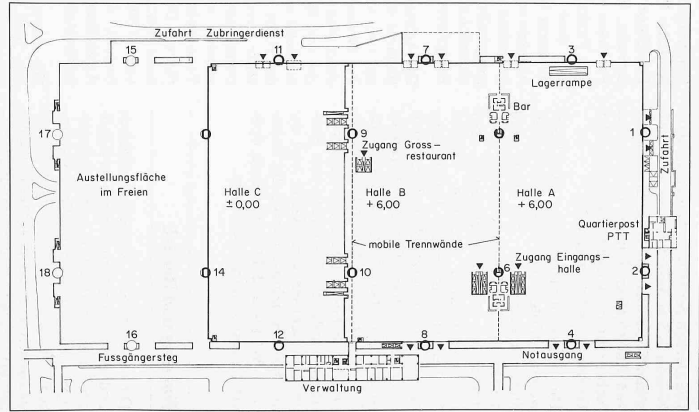 Zufahrt Zubringerdienst
15
11
7
3
Lagerrampe
Bar
17
9
1
Zugang Gross–
restaurant
Zufahrt
Austellungsfläche
im Freien
Halle C
± 0,00
Halle B
+ 6,00
Halle A
+ 6,00
Quartierpost
PTT
mobile Trennwände
Zugang Eingangs–
halle
18
14
10
6
2
16
12
8
4
Fussgängersteg
Notausgang
Verwaltung